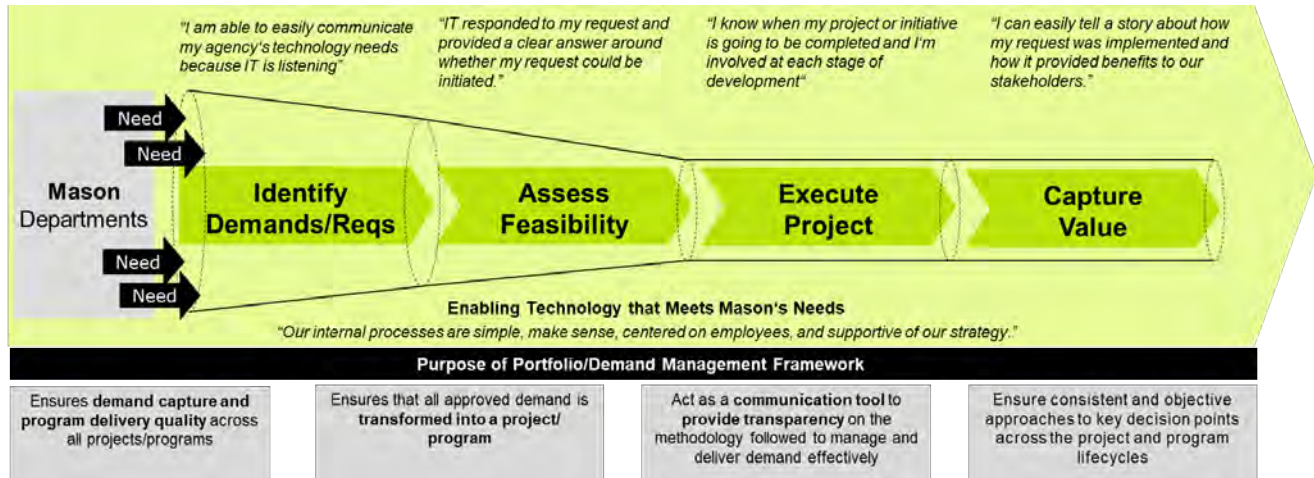 "I am able to easily communicate
my agency's technology needs
because IT is listening"
"IT responded to my request and
provided a clear answer around
whether my request could be
initiated."
"I know when my project or initiative
is going to be completed and I'm
involved at each stage of
development"
"I can easily tell a story about how
my request was implemented and
how it provided benefits to our
stakeholders."
Need
Need
Mason
Departments
Need
Need
Identify
Demands/Reqs
Assess
Feasibility
Execute
Project
Capture
Value
Enabling Technology that Meets Mason's Needs
"Our internal processes are simple, make sense, centered on employees, and supportive of our strategy."
Purpose of Portfolio/Demand Management Framework
Ensures demand capture and
program delivery quality across
all projects/programs
Ensures that all approved demand is
transformed into a project/
program
Act as a communication tool to
provide transparency on the
methodology followed to manage and
deliver demand effectively
Ensure consistent and objective
approaches to key decision points
across the project and program
lifecycles